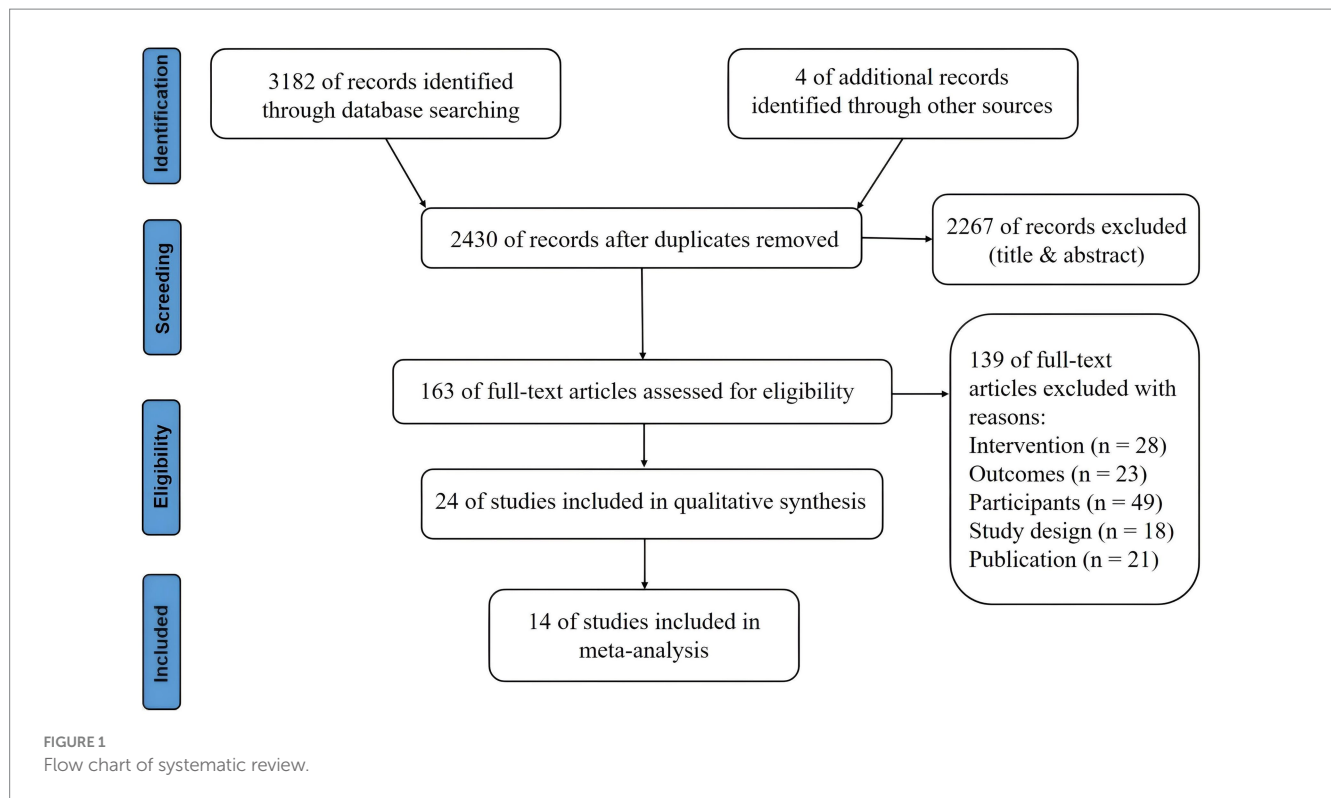 Identification
3182 of records identified
through database searching
4 of additional records
identified through other sources
Screening
2430 of records after duplicates removed
2267 of records excluded
(title & abstract)
163 of full-text articles assessed for eligibility
139 of full-text
articles excluded with
reasons:
Intervention (n = 28)
Outcomes (n = 23)
Participants (n = 49)
Study design (n = 18)
Publication (n = 21)
Eligibility
24 of studies included in qualitative synthesis
Included
14 of studies included in
meta-analysis
FIGURE 1
Flow chart of systematic review.